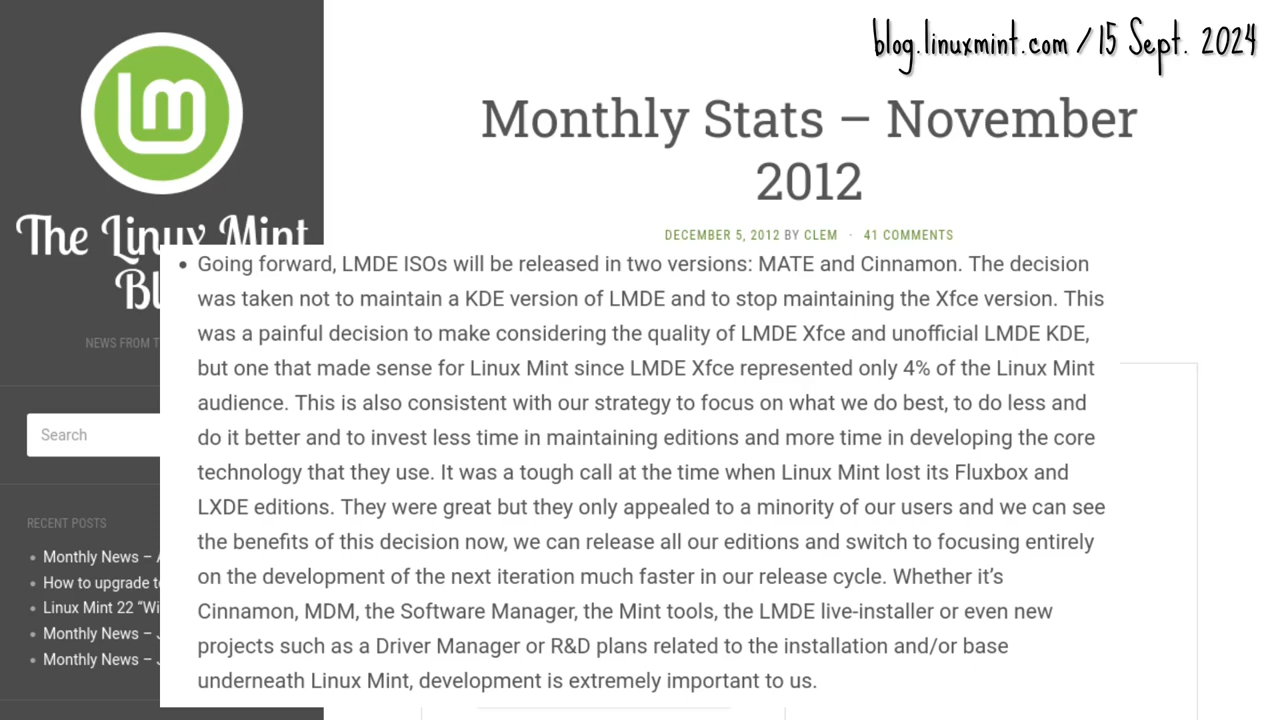 blog.linuxmint.com / 15 Sept. 2024
lm
The Linux Mint
Bl
NEWS FROM T
Search
RECENT POSTS
Monthly News – A
How to upgrade t
Linux Mint 22 “Wi
Monthly News – J
Monthly News – J
Monthly Stats – November
2012
DECEMBER 5, 2012 BY CLEM · 41 COMMENTS
• Going forward, LMDE ISOs will be released in two versions: MATE and Cinnamon. The decision
was taken not to maintain a KDE version of LMDE and to stop maintaining the Xfce version. This
was a painful decision to make considering the quality of LMDE Xfce and unofficial LMDE KDE,
but one that made sense for Linux Mint since LMDE Xfce represented only 4% of the Linux Mint
audience. This is also consistent with our strategy to focus on what we do best, to do less and
do it better and to invest less time in maintaining editions and more time in developing the core
technology that they use. It was a tough call at the time when Linux Mint lost its Fluxbox and
LXDE editions. They were great but they only appealed to a minority of our users and we can see
the benefits of this decision now, we can release all our editions and switch to focusing entirely
on the development of the next iteration much faster in our release cycle. Whether it’s
Cinnamon, MDM, the Software Manager, the Mint tools, the LMDE live-installer or even new
projects such as a Driver Manager or R&D plans related to the installation and/or base
underneath Linux Mint, development is extremely important to us.